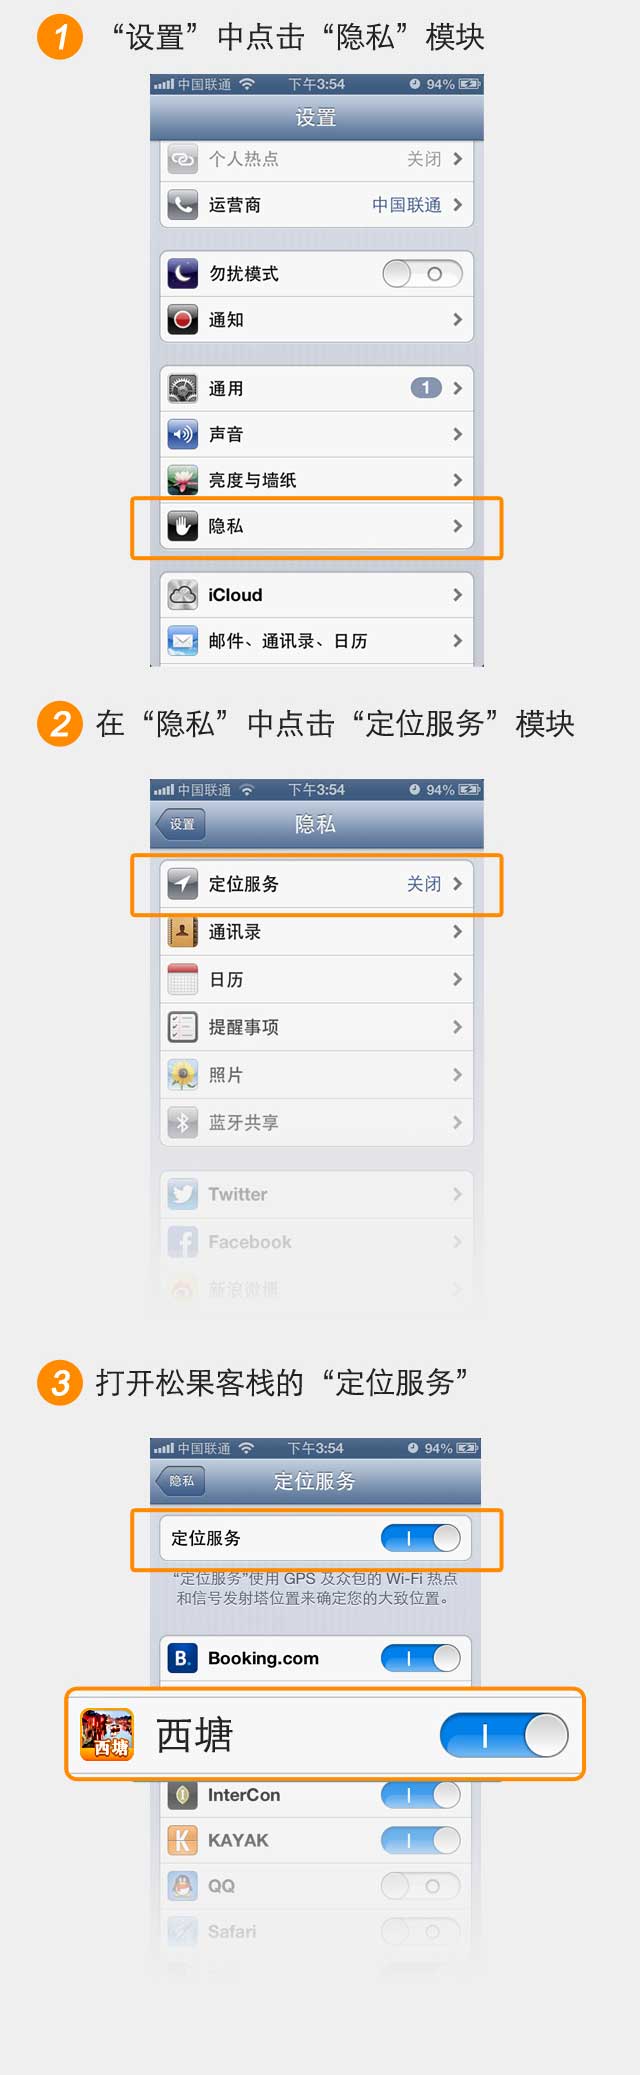 1 “设置”中点击“隐私”模块
中国联通 下午3:54 94%
设置
个人热点 关闭
运营商 中国联通
勿扰模式
通知
通用 1
声音
亮度与墙纸
隐私
iCloud
邮件、通讯录、日历
2 在“隐私”中点击“定位服务”模块
中国联通 下午3:54 94%
设置 隐私
定位服务 关闭
通讯录
日历
提醒事项
照片
蓝牙共享
Twitter
Facebook
新浪微博
3 打开松果客栈的“定位服务”
中国联通 下午3:54 94%
隐私 定位服务
定位服务
“定位服务”使用 GPS 及众包的 Wi-Fi 热点
和信号发射塔位置来确定您的大致位置。
B. Booking.com
西塘 西塘
InterCon
K KAYAK
QQ
Safari